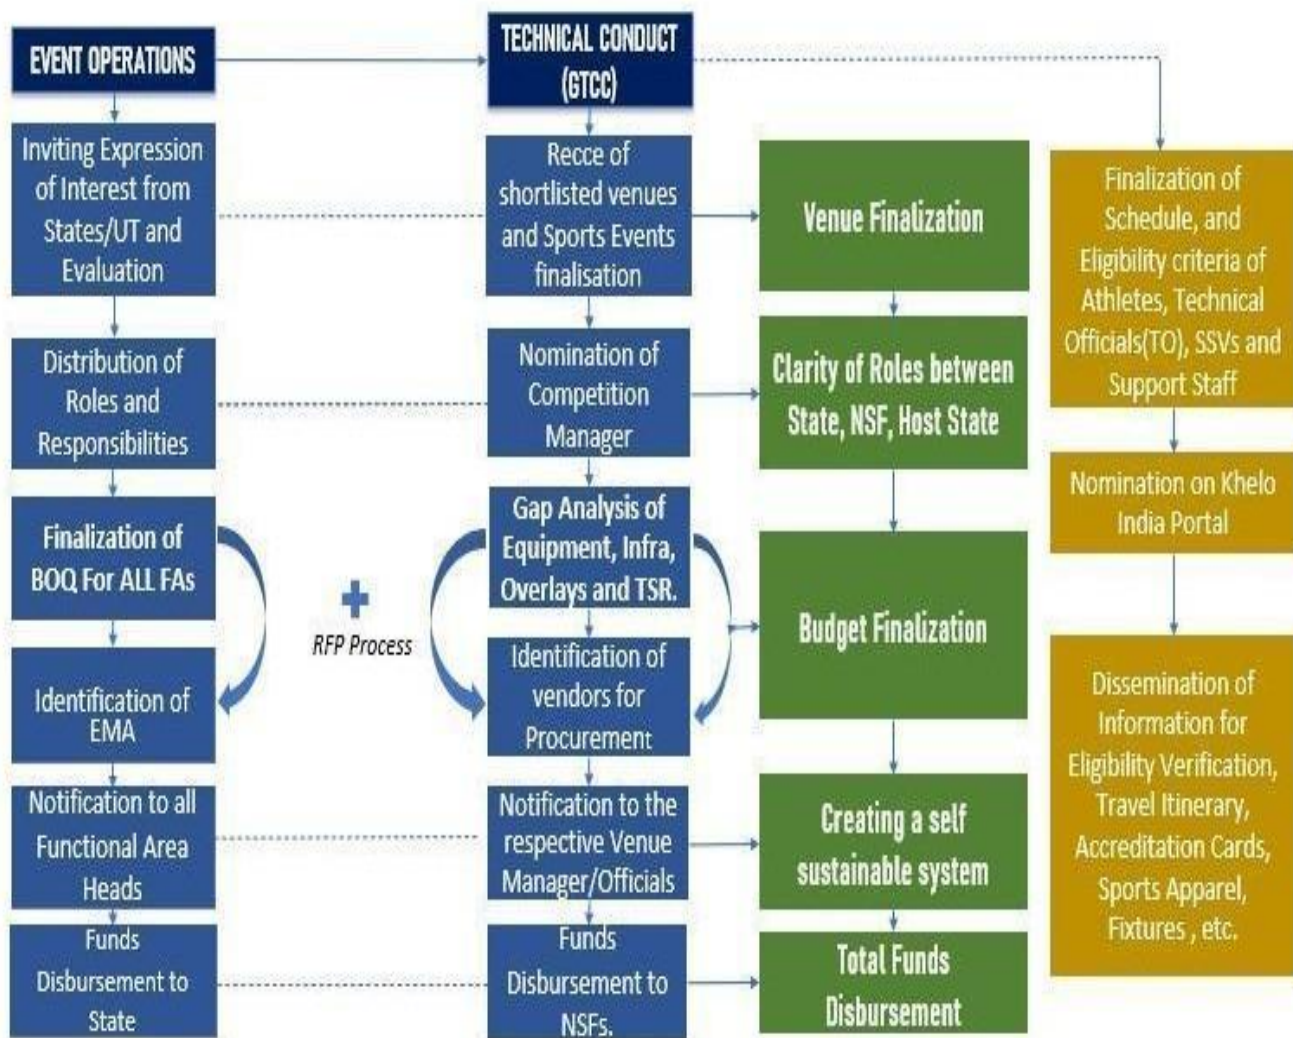 EVENT OPERATIONS
Inviting Expression
of Interest from
States/UT and
Evaluation
Distribution of
Roles and
Responsibilities
Finalization of
BOQ For ALL FAs
Identification of
EMA
Notification to all
Functional Area
Heads
Funds
Disbursement to
State
RFP Process
TECHNICAL CONDUCT
(GTCC)
Recce of
shortlisted venues
and Sports Events
finalisation
Nomination of
Competition
Manager
Gap Analysis of
Equipment, Infra,
Overlays and TSR.
Identification of
vendors for
Procurement
Notification to the
respective Venue
Manager/Officials
Funds
Disbursement to
NSFs.
Venue Finalization
Clarity of Roles between
State, NSF, Host State
Budget Finalization
Creating a self
sustainable system
Total Funds
Disbursement
Finalization of
Schedule, and
Eligibility criteria of
Athletes, Technical
Officials(TO), SSVs and
Support Staff
Nomination on Khelo
India Portal
Dissemination of
Information for
Eligibility Verification,
Travel Itinerary,
Accreditation Cards,
Sports Apparel,
Fixtures , etc.